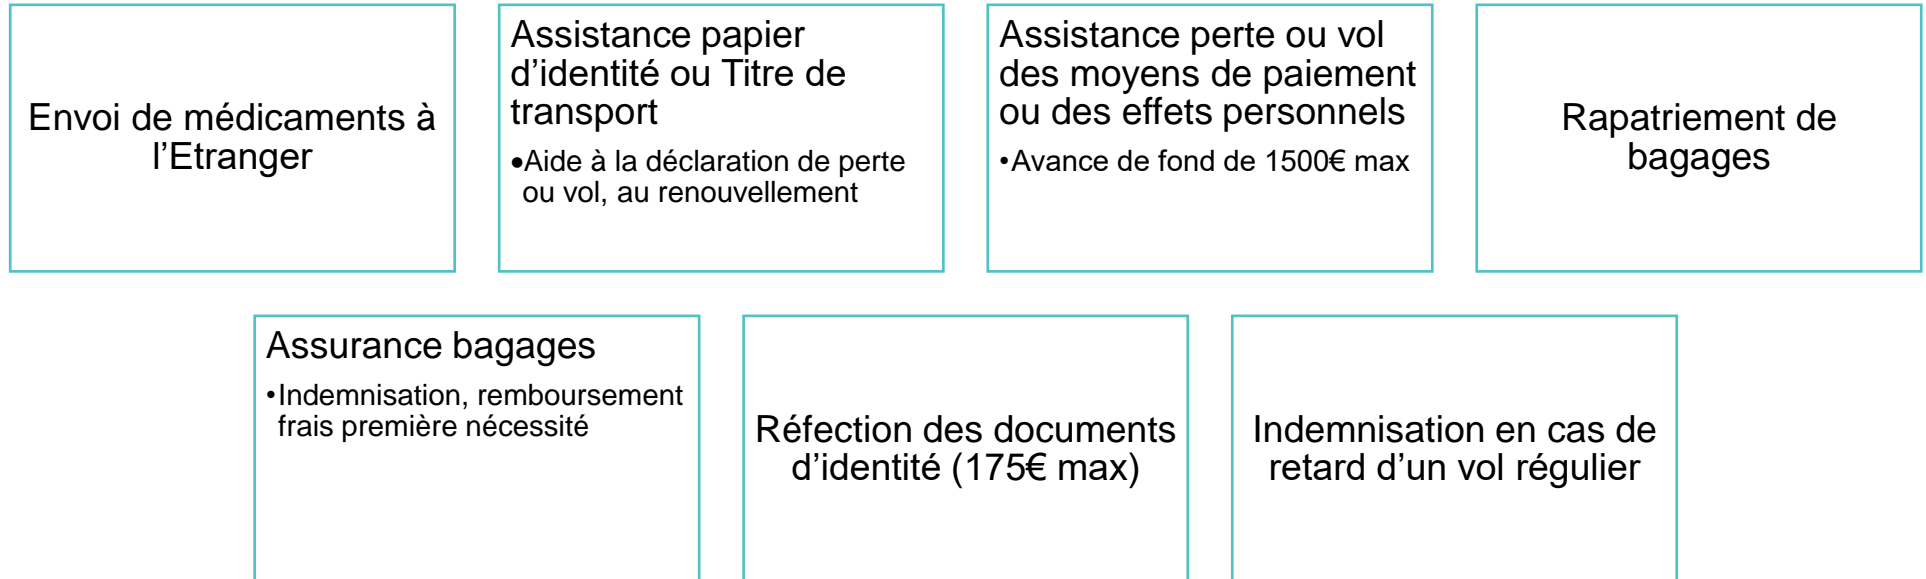 Envoi de médicaments à
l’Etranger
Assistance papier
d’identité ou Titre de
transport
•Aide à la déclaration de perte
ou vol, au renouvellement
Assistance perte ou vol
des moyens de paiement
ou des effets personnels
•Avance de fond de 1500€ max
Rapatriement de
bagages
Assurance bagages
•Indemnisation, remboursement
frais première nécessité
Réfection des documents
d’identité (175€ max)
Indemnisation en cas de
retard d’un vol régulier